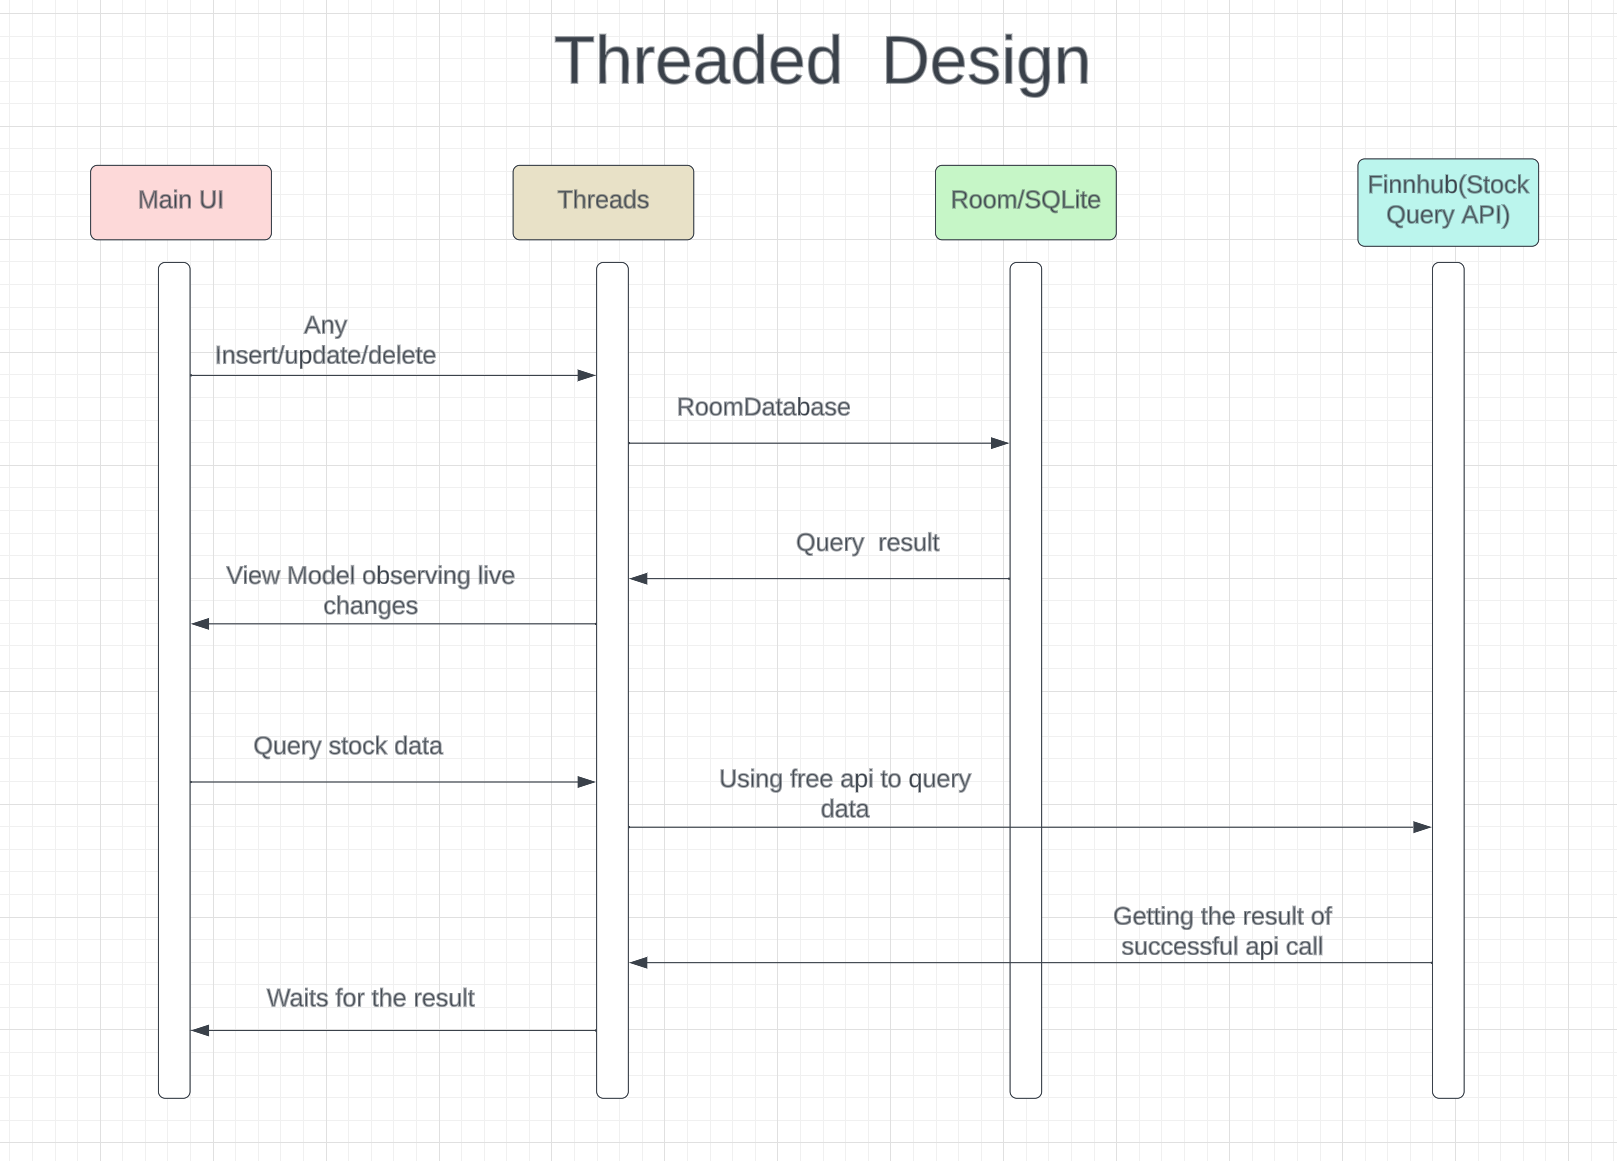 Threaded  Design
Main UI
Threads
Room/SQLite
Finnhub(Stock
Query API)
Any
Insert/update/delete
RoomDatabase
Query  result
View Model observing live
changes
Query stock data
Using free api to query
data
Getting the result of
successful api call
Waits for the result